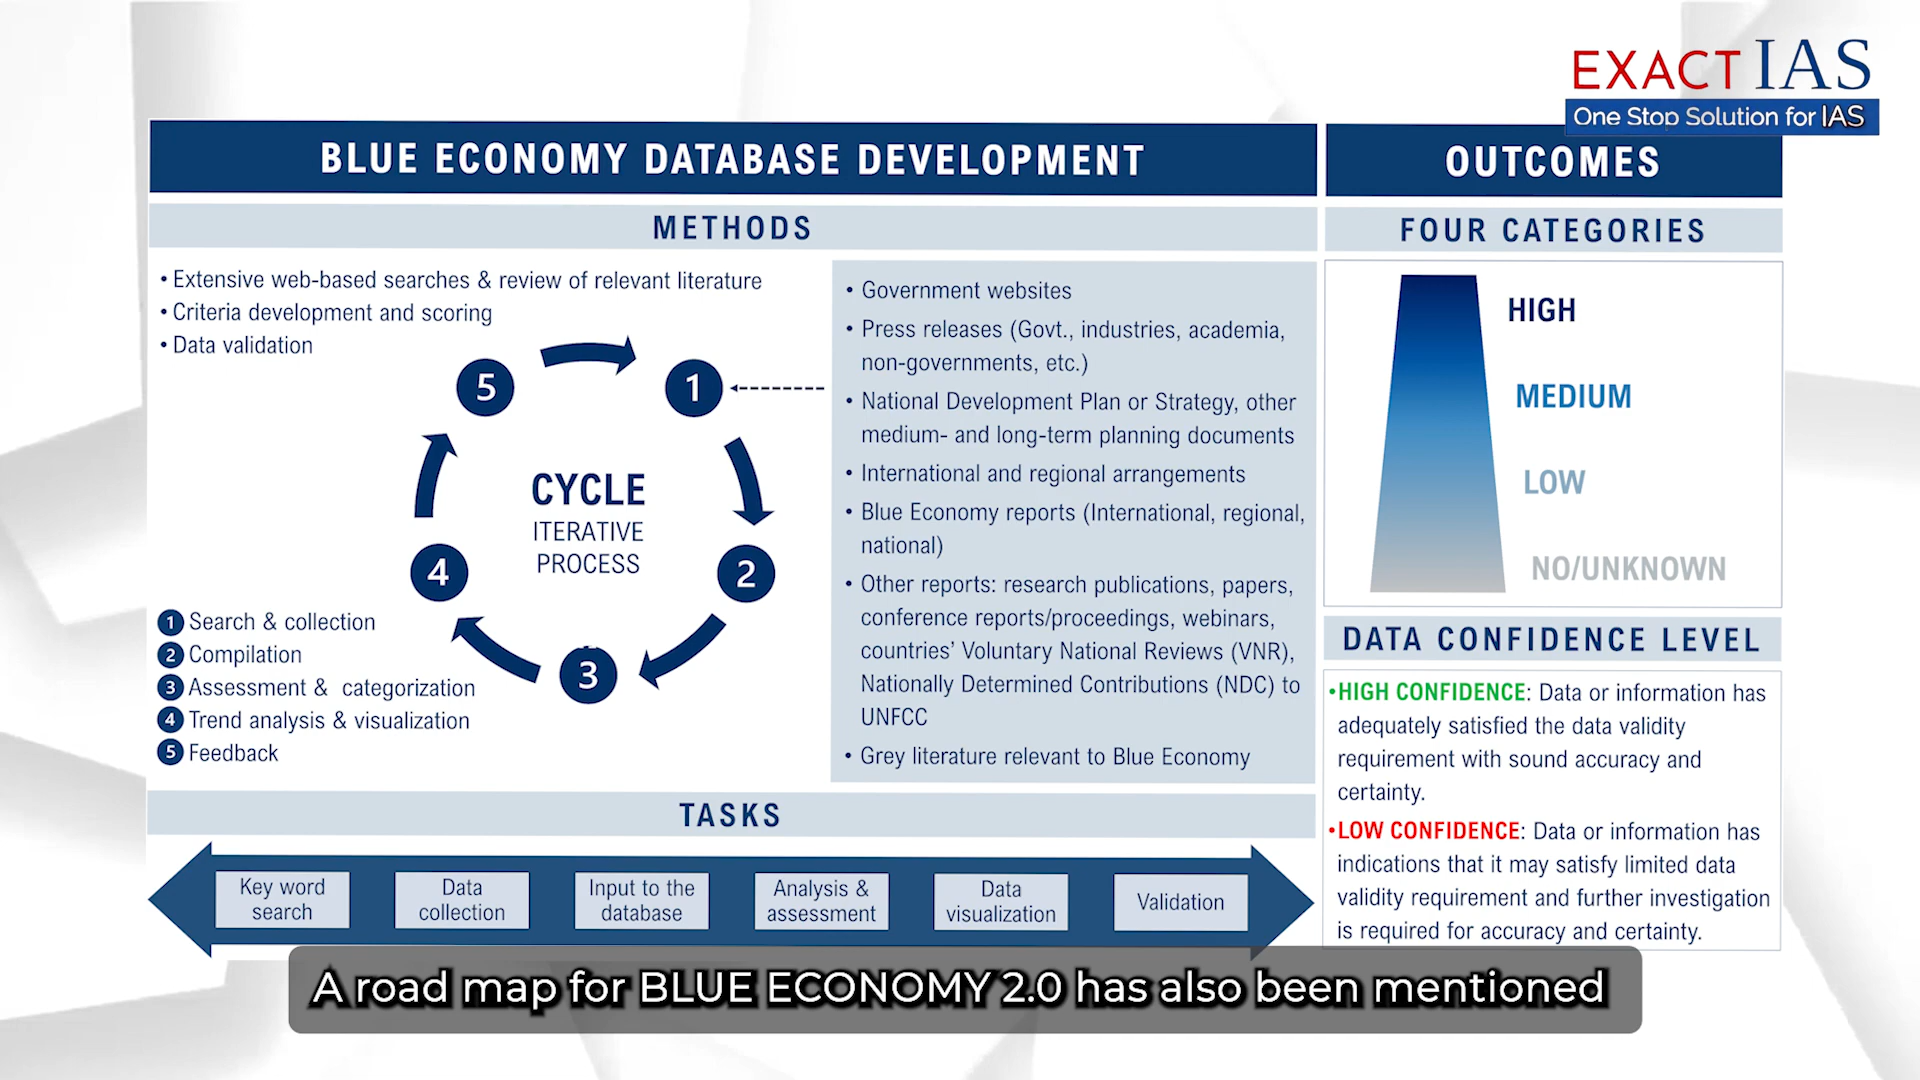 EXACT IAS
One Stop Solution for IAS
BLUE ECONOMY DATABASE DEVELOPMENT
METHODS
• Extensive web-based searches & review of relevant literature
• Criteria development and scoring
• Data validation
5
1
2
3
4
CYCLE
ITERATIVE
PROCESS
1 Search & collection
2 Compilation
3 Assessment & categorization
4 Trend analysis & visualization
5 Feedback
• Government websites
• Press releases (Govt., industries, academia,
non-governments, etc.)
• National Development Plan or Strategy, other
medium- and long-term planning documents
• International and regional arrangements
• Blue Economy reports (International, regional,
national)
• Other reports: research publications, papers,
conference reports/proceedings, webinars,
countries' Voluntary National Reviews (VNR),
Nationally Determined Contributions (NDC) to
UNFCC
• Grey literature relevant to Blue Economy
TASKS
Key word
search
Data
collection
Input to the
database
Analysis &
assessment
Data
visualization
Validation
OUTCOMES
FOUR CATEGORIES
HIGH
MEDIUM
LOW
NO/UNKNOWN
DATA CONFIDENCE LEVEL
•HIGH CONFIDENCE: Data or information has
adequately satisfied the data validity
requirement with sound accuracy and
certainty.
•LOW CONFIDENCE: Data or information has
indications that it may satisfy limited data
validity requirement and further investigation
is required for accuracy and certainty.
A road map for BLUE ECONOMY 2.0 has also been mentioned